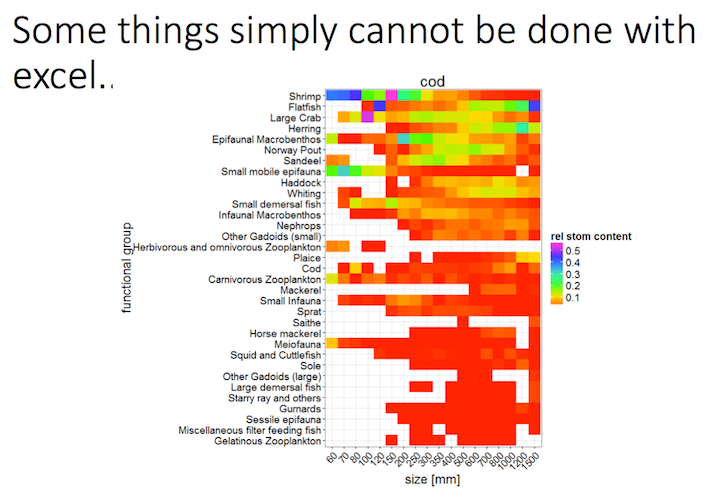 Some things simply cannot be done with
excel..
cod
functional group
Shrimp
Flatfish
Large Crab
Herring
Epifaunal Macrobenthos
Norway Pout
Sandeel
Small mobile epifauna
Haddock
Whiting
Small demersal fish
Infaunal Macrobenthos
Nephrops
Other Gadoids (small)
Herbivorous and omnivorous Zooplankton
Plaice
Cod
Carnivorous Zooplankton
Mackerel
Small Infauna
Sprat
Saithe
Horse mackerel
Meiofauna
Squid and Cuttlefish
Sole
Other Gadoids (large)
Large demersal fish
Starry ray and others
Gurnards
Sessile epifauna
Miscellaneous filter feeding fish
Gelatinous Zooplankton
60 70 80 100 120 150 200 250 300 350 400 500 600 700 800 1000 1200 1500
size [mm]
rel stom content
0.5
0.4
0.3
0.2
0.1